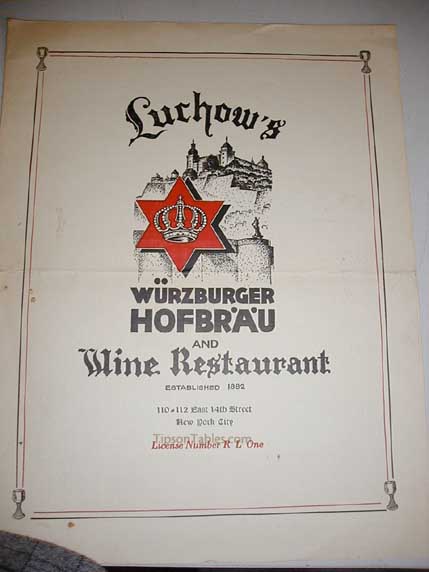 Luchow's
WÜRZBURGER
HOFBRÄU
AND
Wine Restaurant
ESTABLISHED 1882
110-112 East 14th Street
New York City
TipsonTables.com
License Number R L One